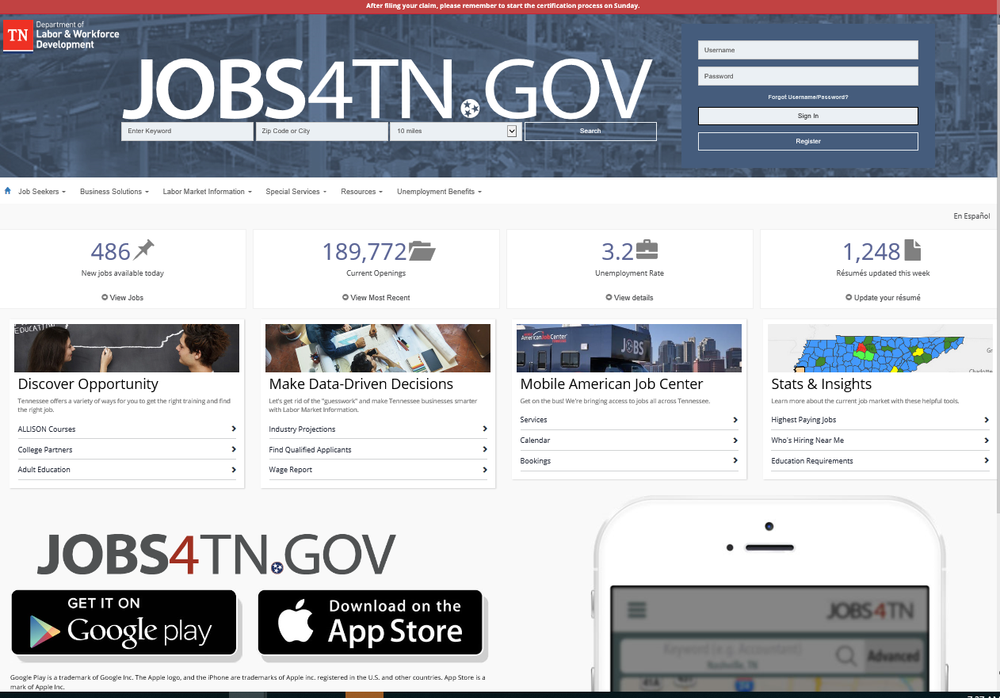 After filing your claim, please remember to start the certification process on Sunday.
TN
Department of
Labor & Workforce
Development
JOBS4TN.GOV
Username
Password
Forgot Username/Password?
Sign In
Register
Enter Keyword
Zip Code or City
10 miles
Search
Job Seekers
Business Solutions
Labor Market Information
Special Services
Resources
Unemployment Benefits
En Español
486
New jobs available today
View Jobs
189,772
Current Openings
View Most Recent
3.2
Unemployment Rate
View details
1,248
Résumés updated this week
Update your résumé
EDUCATION
Discover Opportunity
Tennessee offers a variety of ways for you to get the right training and find
the right job.
ALLISON Courses
College Partners
Adult Education
Make Data-Driven Decisions
Let's get rid of the "guesswork" and make Tennessee businesses smarter
with Labor Market Information.
Industry Projections
Find Qualified Applicants
Wage Report
AmericanJobCenter
JOBS
Mobile American Job Center
Get on the bus! We're bringing access to jobs all across Tennessee.
Services
Calendar
Bookings
Charlotte
Stats & Insights
Learn more about the current job market with these helpful tools.
Highest Paying Jobs
Who's Hiring Near Me
Education Requirements
JOBS4TN.GOV
GET IT ON
Google play
Download on the
App Store
Google Play is a trademark of Google Inc. The Apple logo, and the iPhone are trademarks of Apple inc. registered in the U.S. and other countries. App Store is a
mark of Apple Inc.
JOBS4TN
Keyword (e.g. Accountant)
Nashville, TN
Advanced